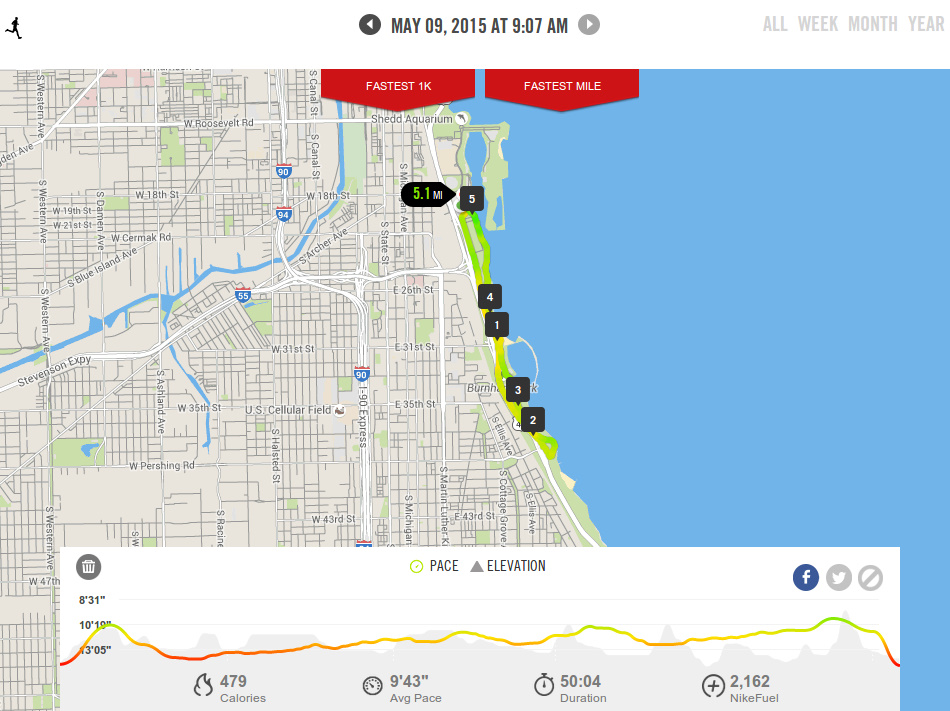 MAY 09, 2015 AT 9:07 AM
ALL WEEK MONTH YEAR
FASTEST 1K
FASTEST MILE
S Western Ave
S Canal St
W Roosevelt Rd
Shedd Aquarium
S Canal St
90
W 18th St
W 18th St
5.1 MI
5
S Western Ave
S Damen Ave
W 19th St
94
W 21st St
W Cermak Rd
S Archer Ave
S State St
S Blue Island Ave
55
E 26th St
4
S Western Ave
1
W 31st St
E 31st St
Stevenson Expy
90
S Ashland Ave
3
W 35th St
U.S. Cellular Field
E 35th St
2
I-90 Express
S Ellis Ave
S Halsted St
W Pershing Rd
S Martin Luther K
S Cottage Grove
S Ellis Ave
S Michigan
W 43rd St
E 43rd St
S Western Ave
S Racine
W 47th
PACE
ELEVATION
8'31"
10'19"
13'05"
479
Calories
9'43"
Avg Pace
50:04
Duration
2,162
NikeFuel